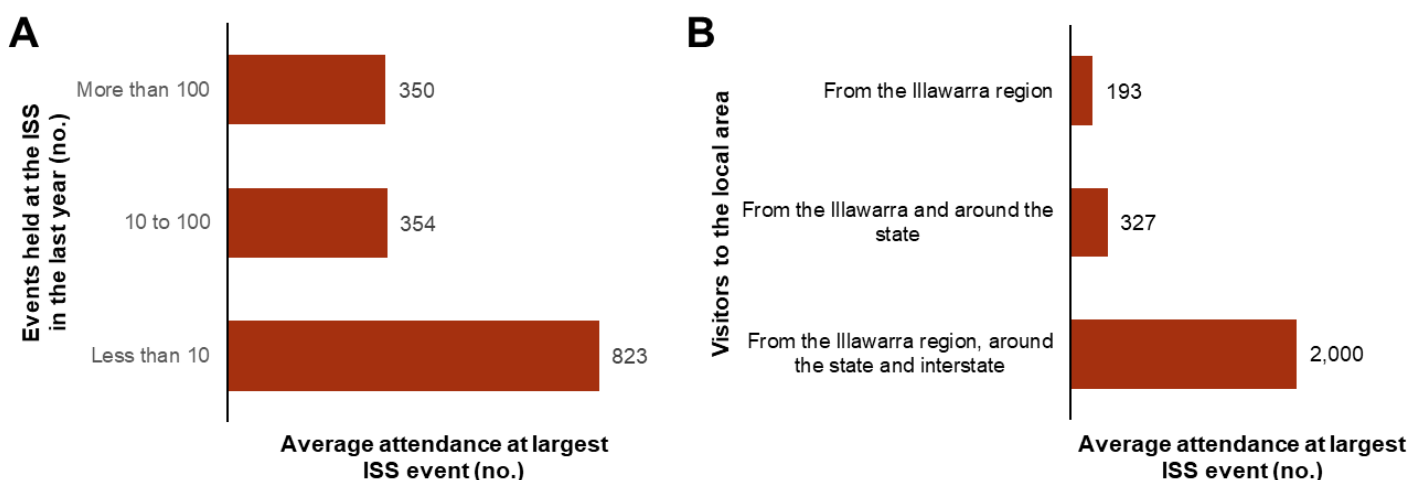 A
Events held at the ISS
in the last year (no.)
More than 100
350
10 to 100
354
Less than 10
823
Average attendance at largest
ISS event (no.)
B
Visitors to the local area
From the Illawarra region
193
From the Illawarra and around the
state
327
From the Illawarra region, around
the state and interstate
2,000
Average attendance at largest
ISS event (no.)